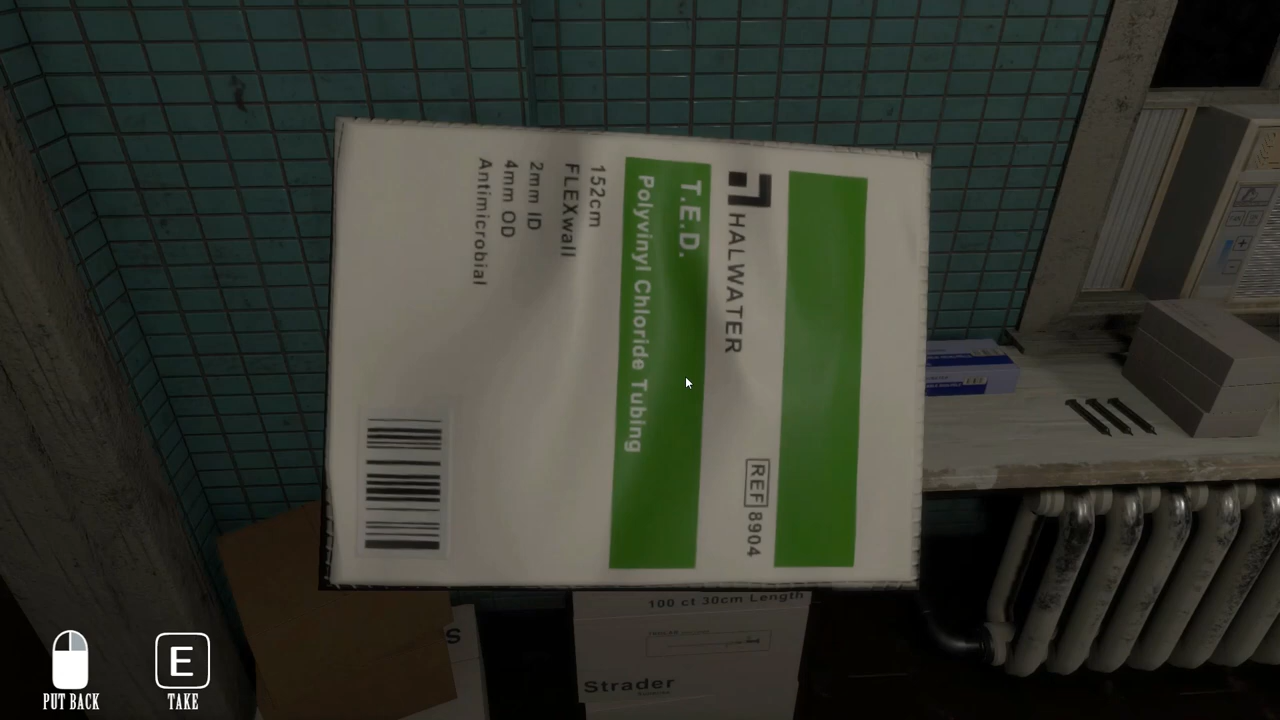 HALWATER
REF 8904
T.E.D.
Polyvinyl Chloride Tubing
152cm
FLEXwall
2mm ID
4mm OD
Antimicrobial
S
100 ct 30cm Length
Strader
PUT BACK
E
TAKE